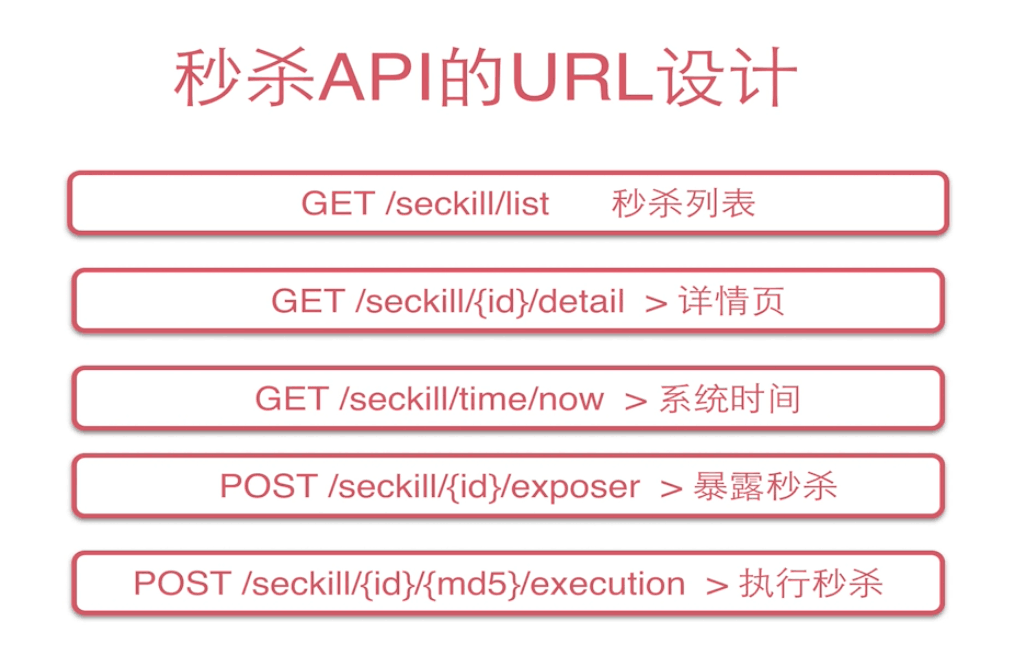 秒杀API的URL设计
GET /seckill/list 秒杀列表
GET /seckill/{id}/detail > 详情页
GET /seckill/time/now > 系统时间
POST /seckill/{id}/exposer > 暴露秒杀
POST /seckill/{id}/{md5}/execution > 执行秒杀